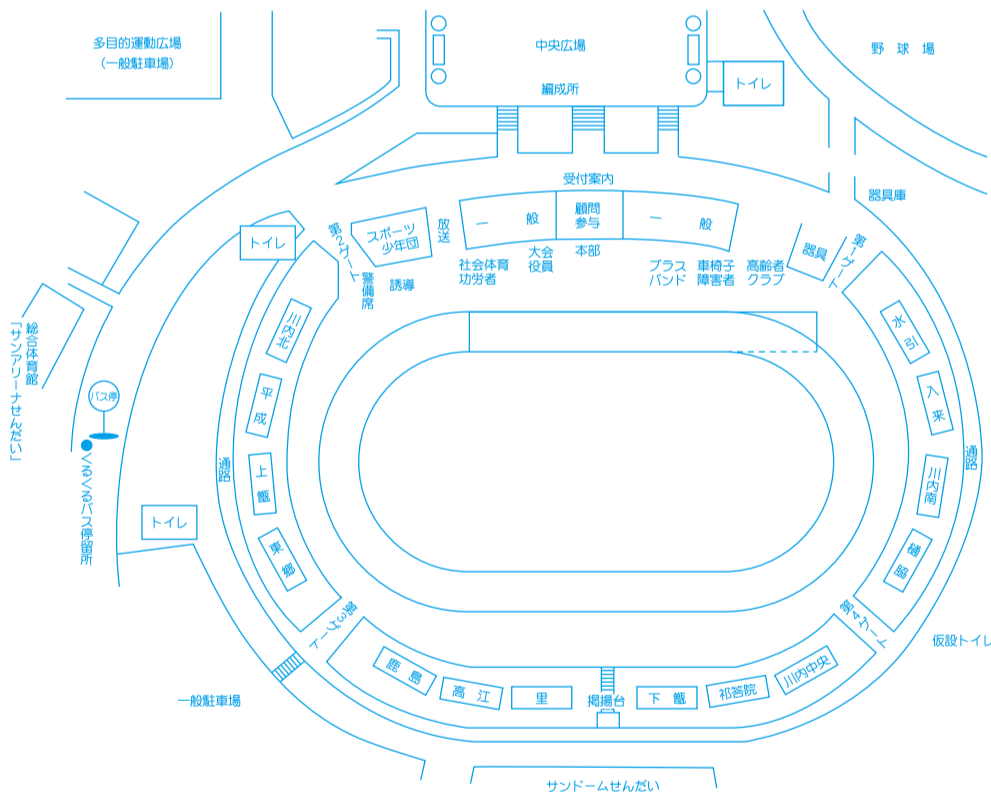 多目的運動広場
（一般駐車場）
中央広場
編成所
トイレ
野球場
受付案内
器具庫
トイレ
第2ゲート
スポーツ
少年団
放送
一般
顧問
参与
一般
器具
第1ゲート
警備席
誘導
社会体育
功労者
大会
役員
本部
ブラス
バンド
車椅子
障害者
高齢者
クラブ
総合体育館
「サンアリーナせんだい」
バス停
くるくるバス停留所
川内北
平成
上甑
東郷
通路
水引
入来
川内南
樋脇
通路
トイレ
第3ゲート
第4ゲート
仮設トイレ
一般駐車場
鹿島
高江
里
掲揚台
下甑
祁答院
川内中央
サンドームせんだい